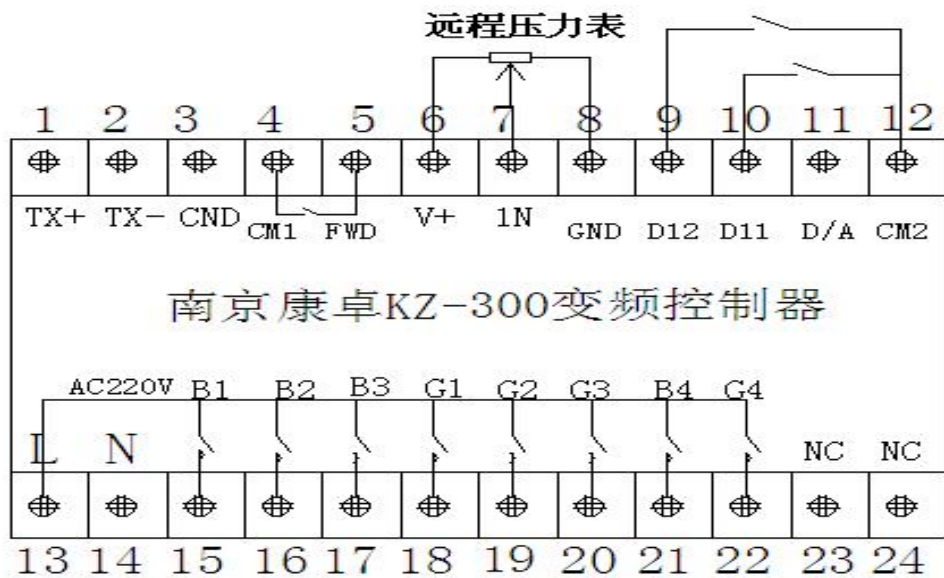 远程压力表
1 2 3 4 5 6 7 8 9 10 11 12
TX+ TX- CND CM1 FWD V+ 1N GND D12 D11 D/A CM2
南京康卓KZ-300变频控制器
AC220V B1 B2 B3 G1 G2 G3 B4 G4
L N NC NC
13 14 15 16 17 18 19 20 21 22 23 24